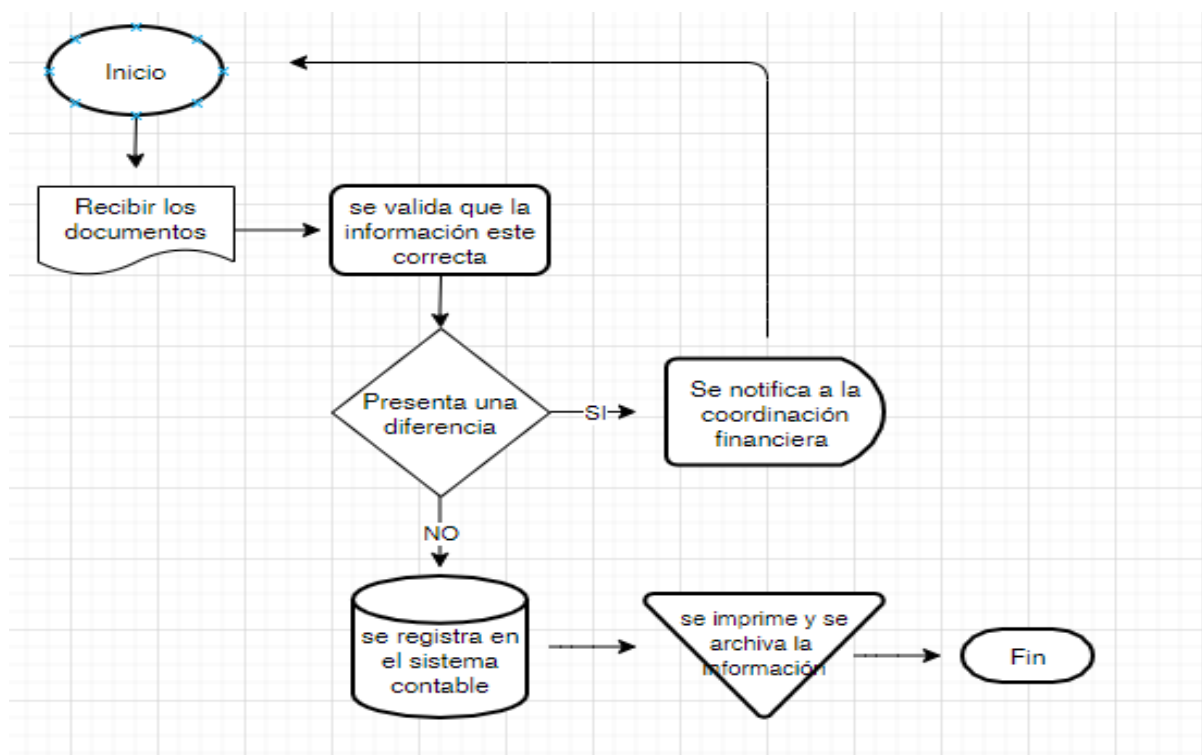 Inicio
Recibir los
documentos
se valida que la
información este
correcta
Presenta una
diferencia
SI
Se notifica a la
coordinación
financiera
NO
se registra en
el sistema
contable
se imprime y se
archiva la
información
Fin